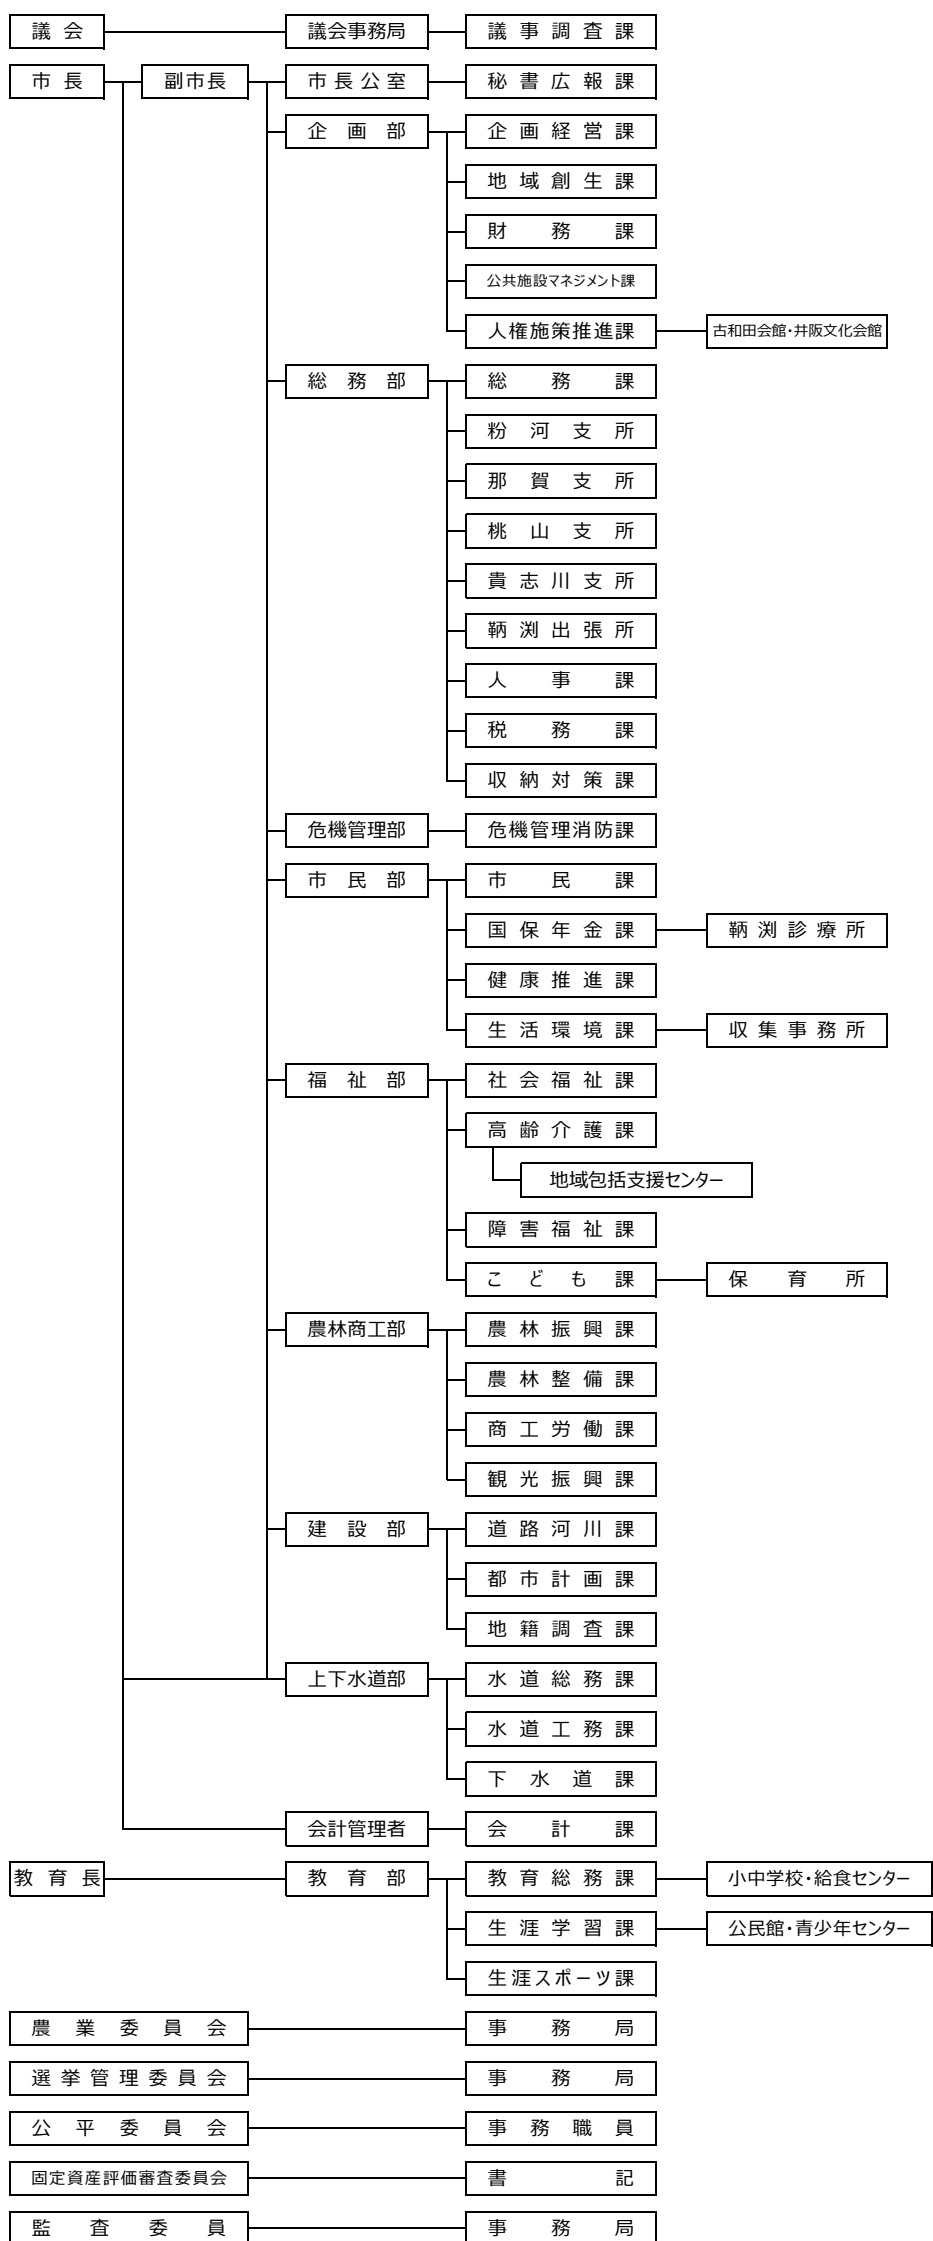 議会 議会事務局 議事調査課
市長 副市長 市長公室 秘書広報課
企画部 企画経営課
地域創生課
財務課
公共施設マネジメント課
人権施策推進課 古和田会館・井阪文化会館
総務部 総務課
粉河支所
那賀支所
桃山支所
貴志川支所
鞆渕出張所
人事課
税務課
収納対策課
危機管理部 危機管理消防課
市民部 市民課
国保年金課 鞆渕診療所
健康推進課
生活環境課 収集事務所
福祉部 社会福祉課
高齢介護課
地域包括支援センター
障害福祉課
こども課 保育所
農林商工部 農林振興課
農林整備課
商工労働課
観光振興課
建設部 道路河川課
都市計画課
地籍調査課
上下水道部 水道総務課
水道工務課
下水道課
会計管理者 会計課
教育長 教育部 教育総務課 小中学校・給食センター
生涯学習課 公民館・青少年センター
生涯スポーツ課
農業委員会 事務局
選挙管理委員会 事務局
公平委員会 事務職員
固定資産評価審査委員会 書記
監査委員 事務局